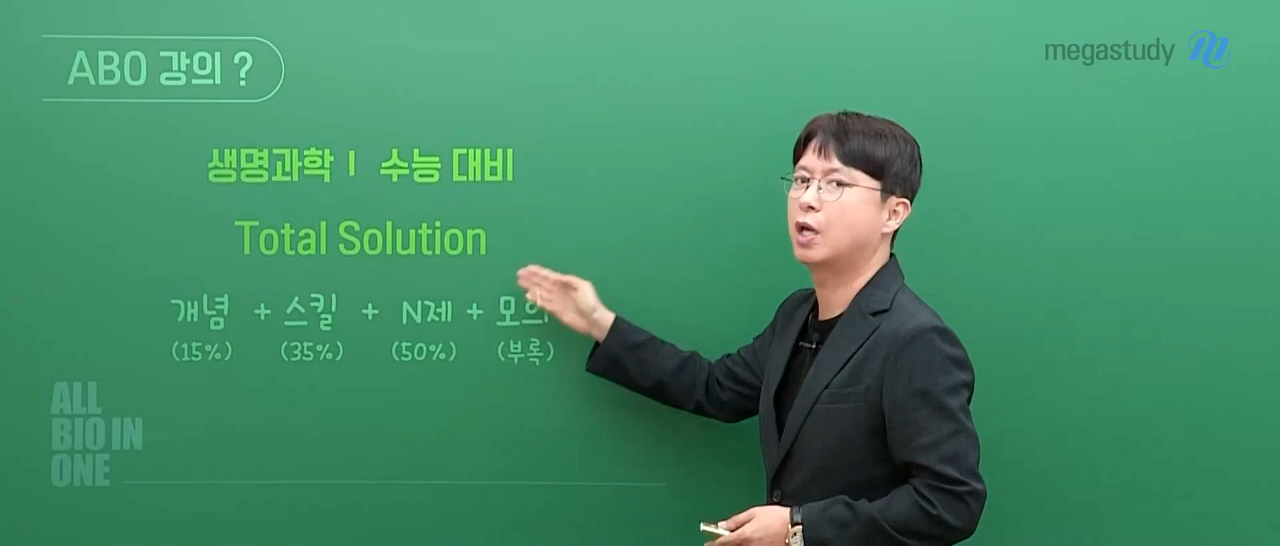 ABO 강의 ?
megastudy
생명과학 I 수능 대비
Total Solution
개념 + 스킬 + N제 + 모의
(15%) (35%) (50%) (부록)
ALL
BIO IN
ONE